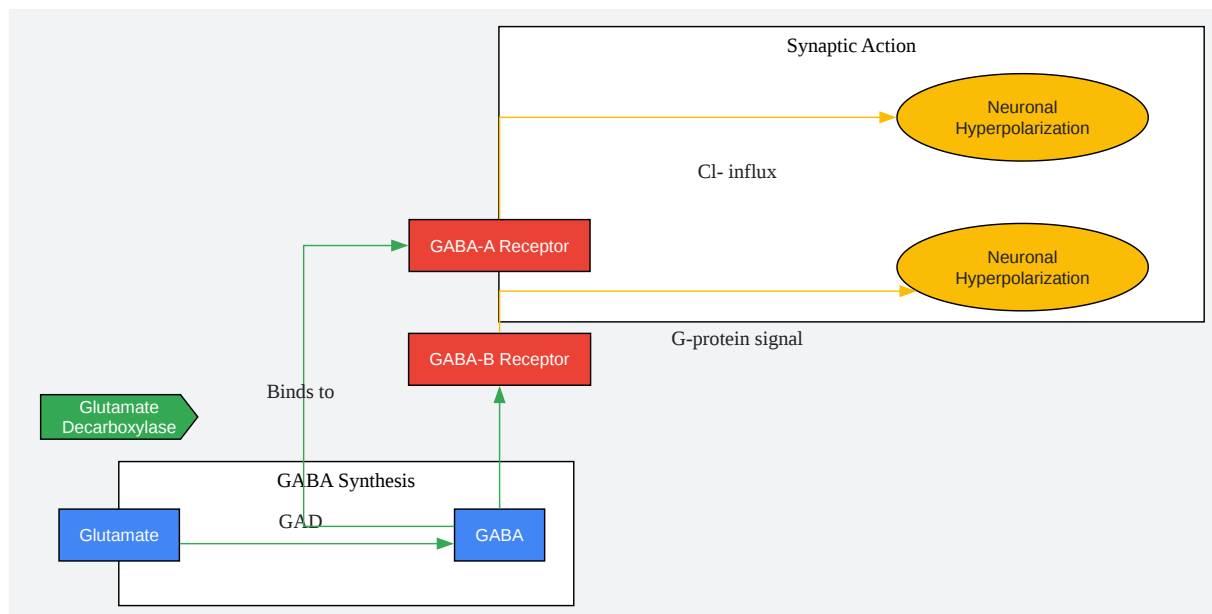 Synaptic Action
Neuronal
Hyperpolarization
Cl- influx
GABA-A Receptor
Neuronal
Hyperpolarization
G-protein signal
GABA-B Receptor
Binds to
Glutamate
Decarboxylase
GABA Synthesis
GAD
Glutamate
GABA